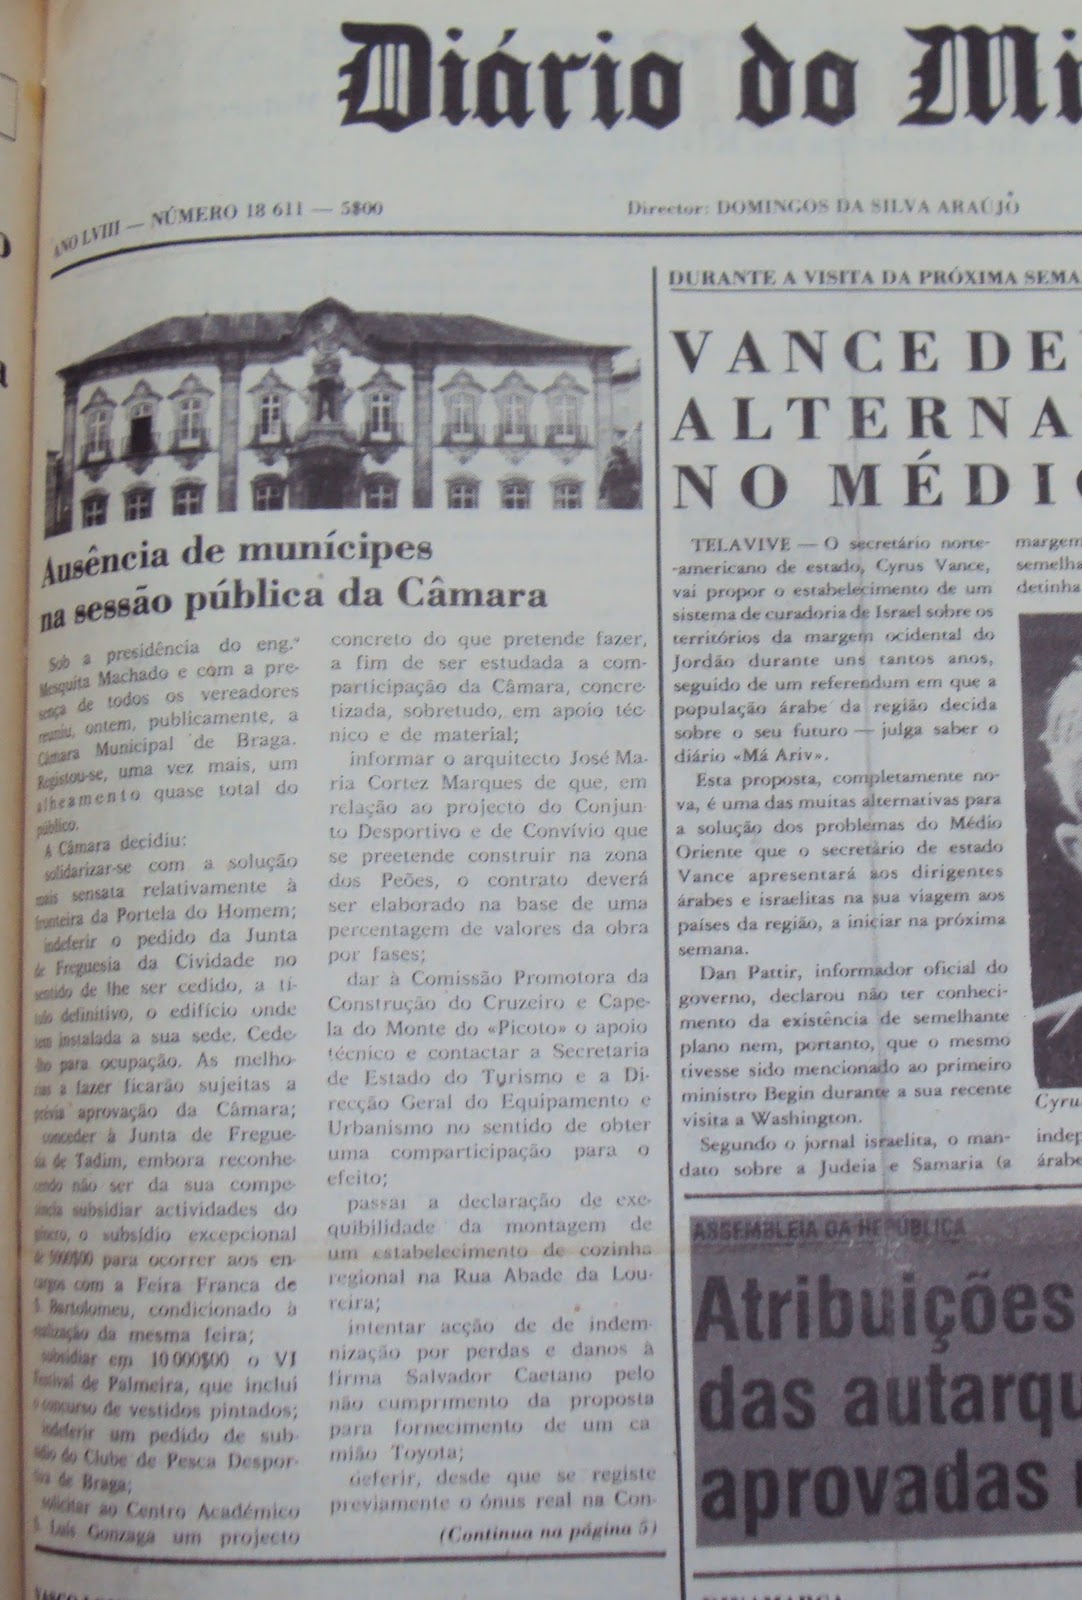 Diário do Mi
ANO LVIII — NÚMERO 18 611 — 5$00
Director: DOMINGOS DA SILVA ARAÚJO
Ausência de munícipes
na sessão pública da Câmara
Sob a presidência do eng.º
Mesquita Machado e com a pre-
sença de todos os vereadores
reuniu, ontem, publicamente, a
Câmara Municipal de Braga.
Registou-se, uma vez mais, um
alheamento quase total do
público.
A Câmara decidiu:
solidarizar-se com a solução
mais sensata relativamente à
fronteira da Portela do Homem;
indeferir o pedido da Junta
de Freguesia da Cividade no
sentido de lhe ser cedido, a tí-
tulo definitivo, o edifício onde
tem instalada a sua sede. Cede-
lho para ocupação. As melho-
rias a fazer ficarão sujeitas a
prévia aprovação da Câmara;
conceder à Junta de Fregue-
sia de Tadim, embora reconhe-
cendo não ser da sua compe-
tência subsidiar actividades do
género, o subsídio excepcional
de 5000$00 para ocorrer aos en-
cargos com a Feira Franca de
S. Bartolomeu, condicionado à
realização da mesma feira;
subsidiar em 10 000$00 o VI
Festival de Palmeira, que inclui
o concurso de vestidos pintados;
indeferir um pedido de sub-
sídio do Clube de Pesca Despor-
tiva de Braga;
solicitar ao Centro Académico
S. Luís Gonzaga um projecto
concreto do que pretende fazer,
a fim de ser estudada a com-
participação da Câmara, concre-
tizada, sobretudo, em apoio téc-
nico e de material;
informar o arquitecto José Ma-
ria Cortez Marques de que, em
relação ao projecto do Conjun-
to Desportivo e de Convívio que
se preetende construir na zona
dos Peões, o contrato deverá
ser elaborado na base de uma
percentagem de valores da obra
por fases;
dar à Comissão Promotora da
Construção do Cruzeiro e Cape-
la do Monte do «Picoto» o apoio
técnico e contactar a Secretaria
de Estado do Turismo e a Di-
recção Geral do Equipamento e
Urbanismo no sentido de obter
uma comparticipação para o
efeito;
passar a declaração de exe-
quibilidade da montagem de
um estabelecimento de cozinha
regional na Rua Abade da Lou-
reira;
intentar acção de de indem-
nização por perdas e danos à
firma Salvador Caetano pelo
não cumprimento da proposta
para fornecimento de um ca-
mião Toyota;
deferir, desde que se registe
previamente o ónus real na Con-
(Continua na página 5)
DURANTE A VISITA DA PRÓXIMA SEMA
VANCE DE
ALTERNA
NO MÉDI
TELAVIVE — O secretário norte-
-americano de estado, Cyrus Vance,
vai propor o estabelecimento de um
sistema de curadoria de Israel sobre os
territórios da margem ocidental do
Jordão durante uns tantos anos,
seguido de um referendum em que a
população árabe da região decida
sobre o seu futuro — julga saber o
diário «Má Ariv».
Esta proposta, completamente no-
va, é uma das muitas alternativas para
a solução dos problemas do Médio
Oriente que o secretário de estado
Vance apresentará aos dirigentes
árabes e israelitas na sua viagem aos
países da região, a iniciar na próxima
semana.
Dan Pattir, informador oficial do
governo, declarou não ter conheci-
mento da existência de semelhante
plano nem, portanto, que o mesmo
tivesse sido mencionado ao primeiro
ministro Begin durante a sua recente
visita a Washington.
Segundo o jornal israelita, o man-
dato sobre a Judeia e Samaria (a
margem
semelha
detinha
Cyru
indep
árabe
ASSEMBLEIA DA REPÚBLICA
Atribuições
das autarqu
aprovadas